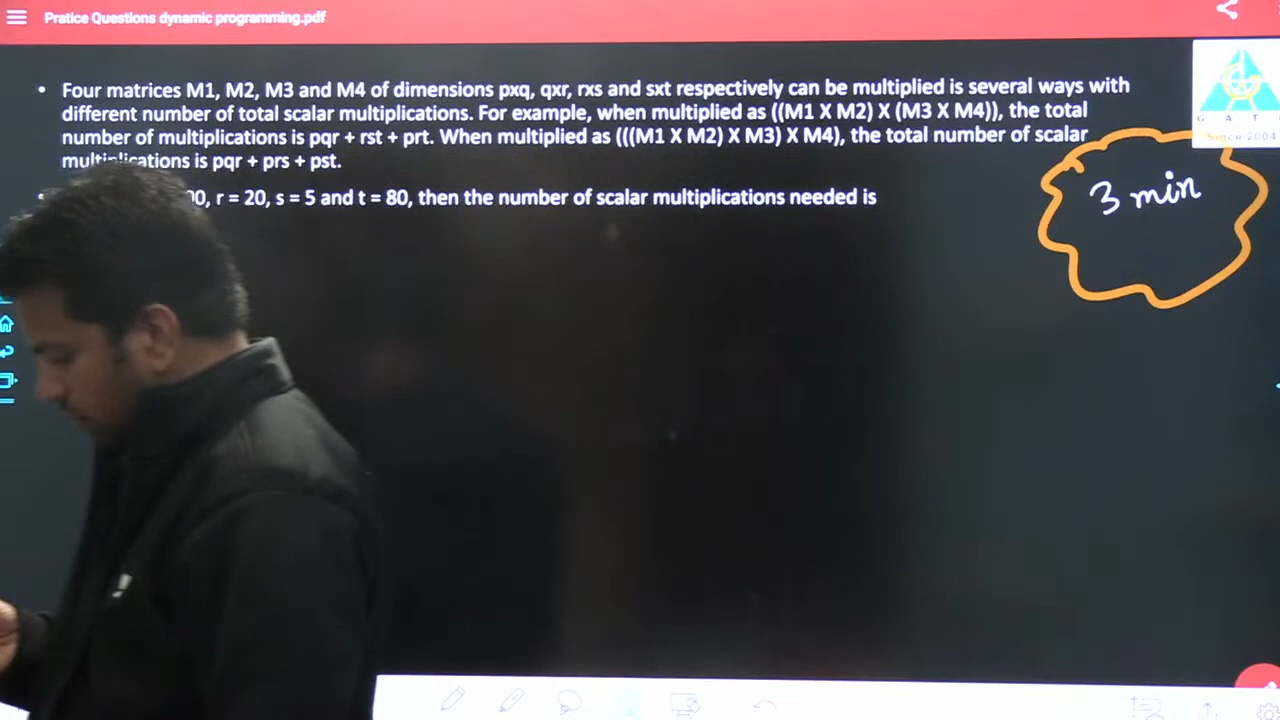 Pratice Questions dynamic programming.pdf
• Four matrices M1, M2, M3 and M4 of dimensions pxq, qxr, rxs and sxt respectively can be multiplied is several ways with
different number of total scalar multiplications. For example, when multiplied as ((M1 X M2) X (M3 X M4)), the total
number of multiplications is pqr + rst + prt. When multiplied as (((M1 X M2) X M3) X M4), the total number of scalar
multiplications is pqr + prs + pst.
r = 20, s = 5 and t = 80, then the number of scalar multiplications needed is
3 min
G A T
Since 2004